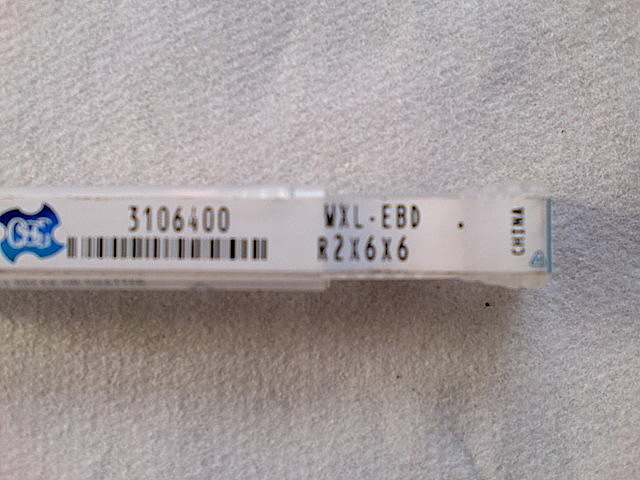 OSG
3106400
WXL-EBD
R2X6X6
CHINA